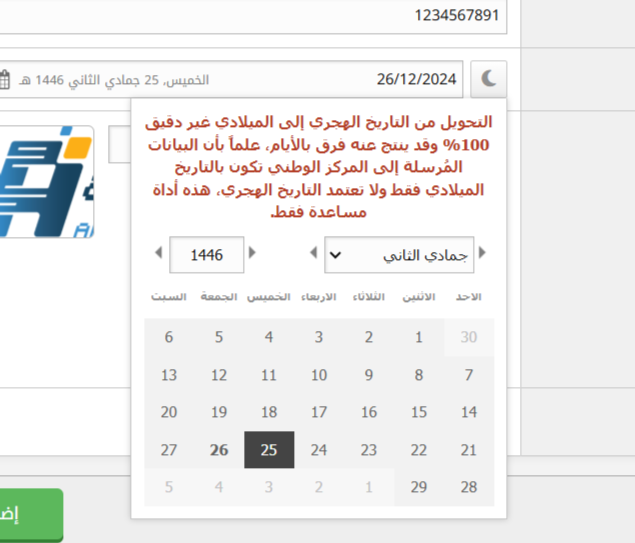 1234567891
26/12/2024
الخميس, 25 جمادي الثاني 1446 هـ
التحويل من التاريخ الهجري إلى الميلادي غير دقيق
100% وقد ينتج عنه فرق بالأيام، علماً بأن البيانات
المُرسلة إلى المركز الوطني تكون بالتاريخ
الميلادي فقط ولا تعتمد التاريخ الهجري، هذه أداة
مساعدة فقط.
جمادي الثاني 1446
الاحد الاثنين الثلاثاء الاربعاء الخميس الجمعة السبت
30 1 2 3 4 5 6
7 8 9 10 11 12 13
14 15 16 17 18 19 20
21 22 23 24 25 26 27
28 29 1 2 3 4 5